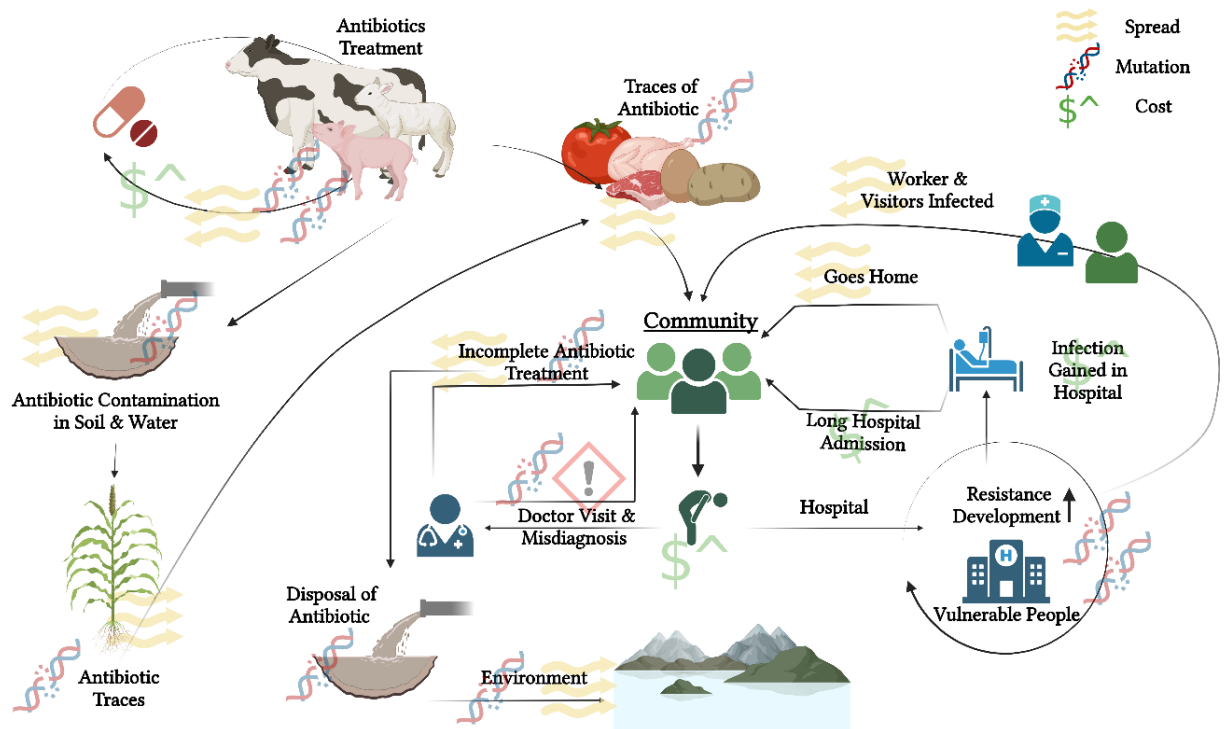 Antibiotics
Treatment
Traces of
Antibiotic
Spread
Mutation
$^ Cost
$^
Worker &
Visitors Infected
Goes Home
Community
Incomplete Antibiotic
Treatment
Infection
Gained in
Hospital
$^
Antibiotic Contamination
in Soil & Water
Long Hospital
Admission
$^
!
Doctor Visit &
Misdiagnosis
Hospital
$^
Resistance
Development
H
Vulnerable People
Disposal of
Antibiotic
Environment
Antibiotic
Traces